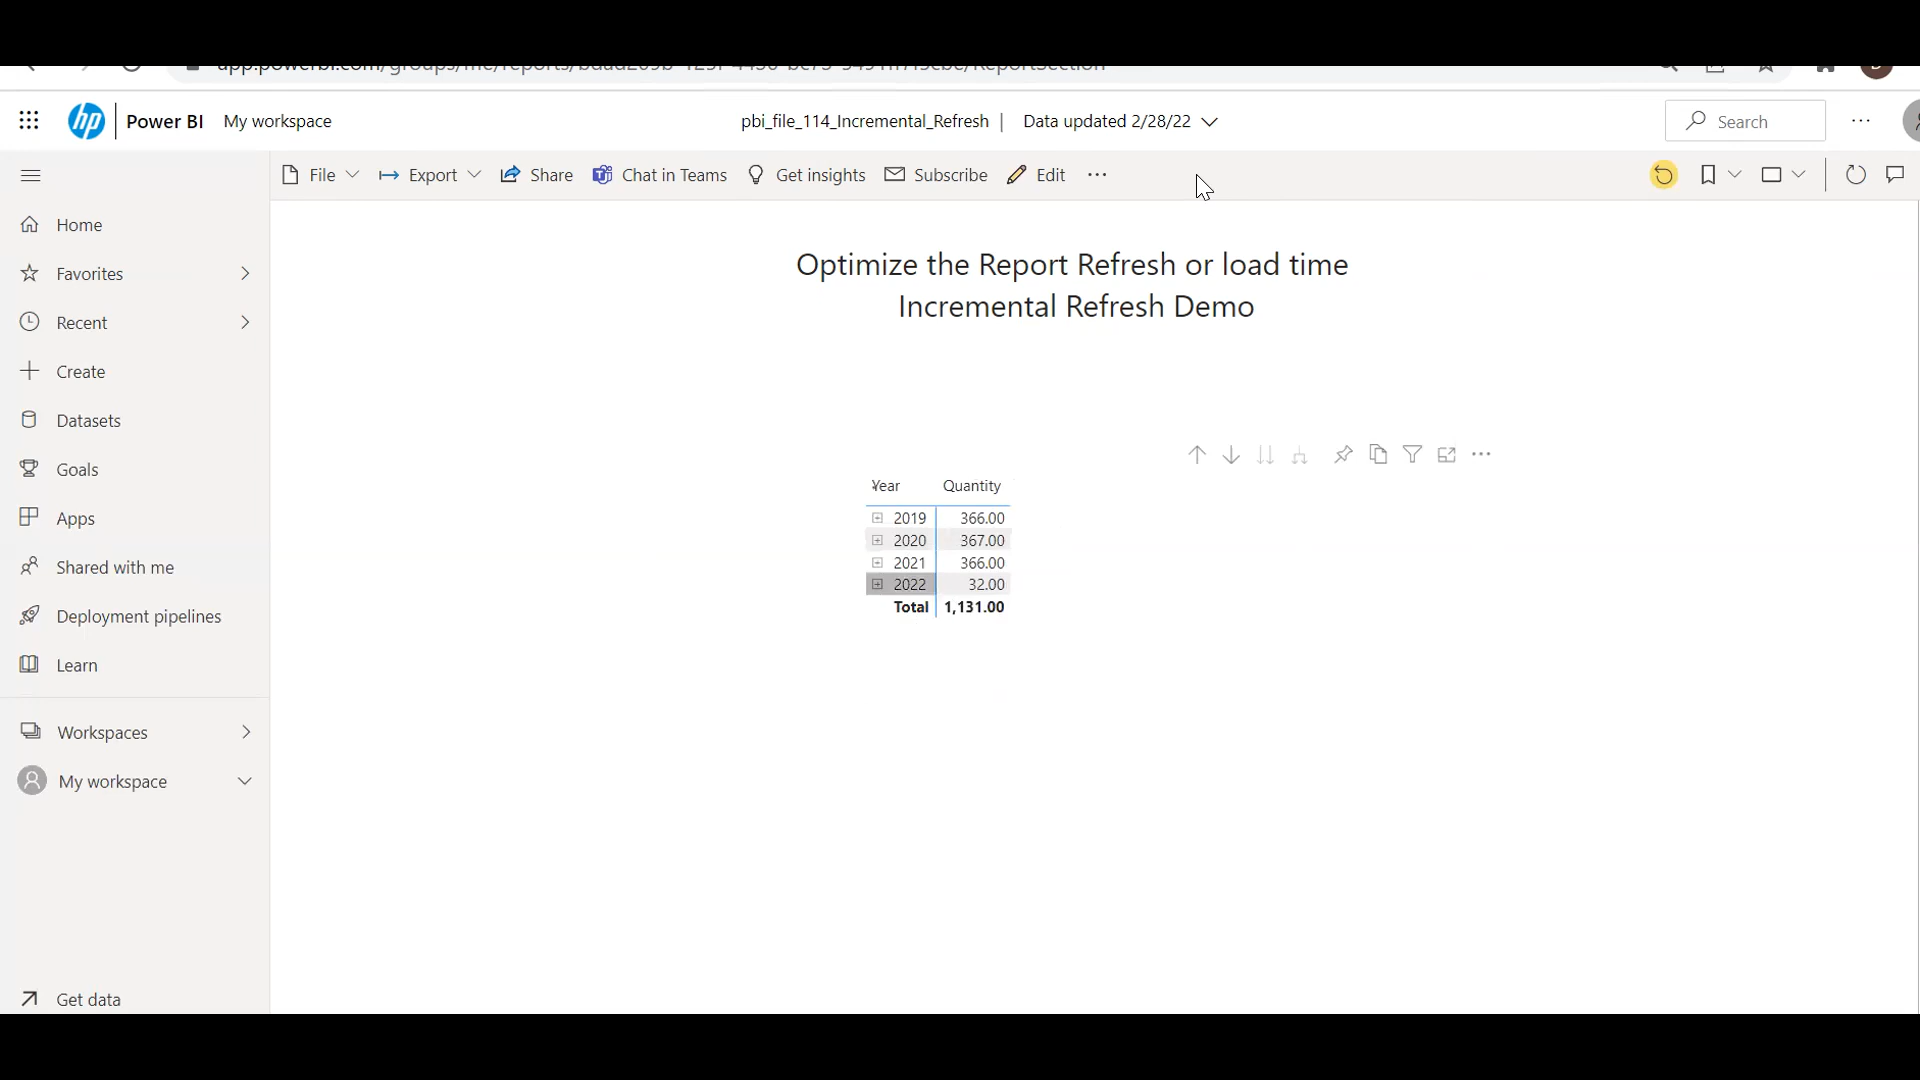 hp Power BI My workspace pbi_file_114_Incremental_Refresh | Data updated 2/28/22 Search
File Export Share Chat in Teams Get insights Subscribe Edit
Home
Favorites
Recent
Create
Datasets
Goals
Apps
Shared with me
Deployment pipelines
Learn
Workspaces
My workspace
Get data
Optimize the Report Refresh or load time
Incremental Refresh Demo
Year Quantity
2019 366.00
2020 367.00
2021 366.00
2022 32.00
Total 1,131.00